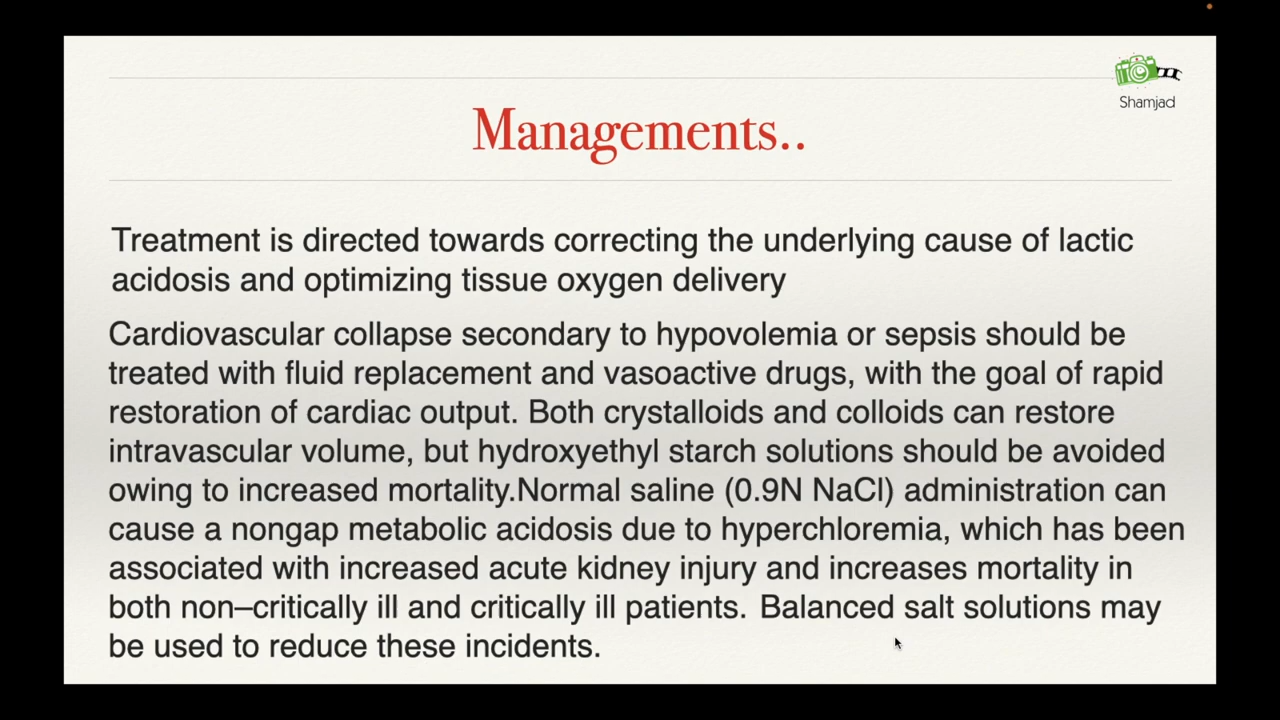 Shamjad
Managements..
Treatment is directed towards correcting the underlying cause of lactic
acidosis and optimizing tissue oxygen delivery
Cardiovascular collapse secondary to hypovolemia or sepsis should be
treated with fluid replacement and vasoactive drugs, with the goal of rapid
restoration of cardiac output. Both crystalloids and colloids can restore
intravascular volume, but hydroxyethyl starch solutions should be avoided
owing to increased mortality.Normal saline (0.9N NaCl) administration can
cause a nongap metabolic acidosis due to hyperchloremia, which has been
associated with increased acute kidney injury and increases mortality in
both non–critically ill and critically ill patients. Balanced salt solutions may
be used to reduce these incidents.